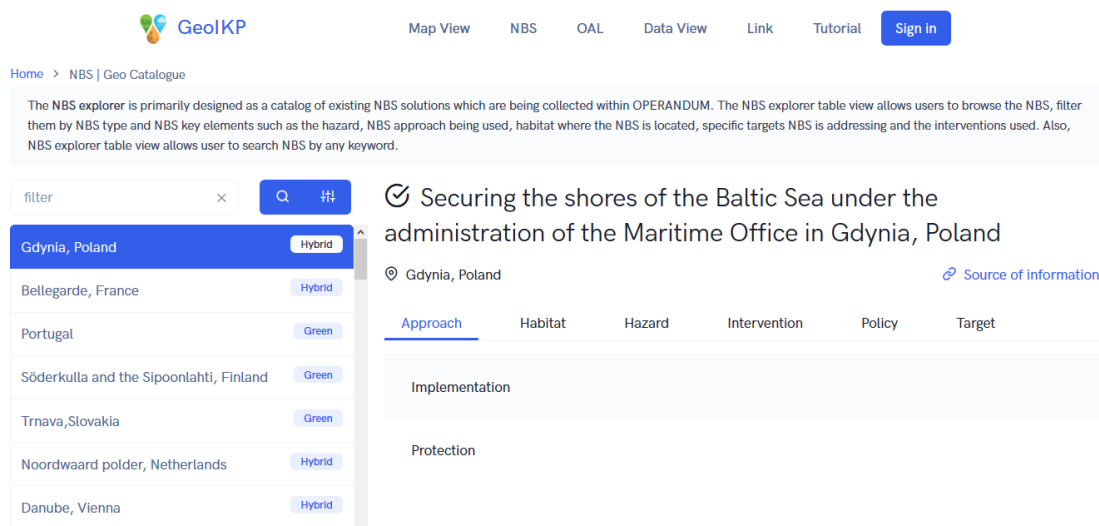 GeoIKP
Map View
NBS
OAL
Data View
Link
Tutorial
Sign in
Home > NBS | Geo Catalogue
The NBS explorer is primarily designed as a catalog of existing NBS solutions which are being collected within OPERANDUM. The NBS explorer table view allows users to browse the NBS, filter
them by NBS type and NBS key elements such as the hazard, NBS approach being used, habitat where the NBS is located, specific targets NBS is addressing and the interventions used. Also,
NBS explorer table view allows user to search NBS by any keyword.
filter
Gdynia, Poland Hybrid
Bellegarde, France Hybrid
Portugal Green
Söderkulla and the Sipoonlahti, Finland Green
Trnava,Slovakia Green
Noordwaard polder, Netherlands Hybrid
Danube, Vienna Hybrid
Securing the shores of the Baltic Sea under the
administration of the Maritime Office in Gdynia, Poland
Gdynia, Poland
Source of information
Approach
Habitat
Hazard
Intervention
Policy
Target
Implementation
Protection